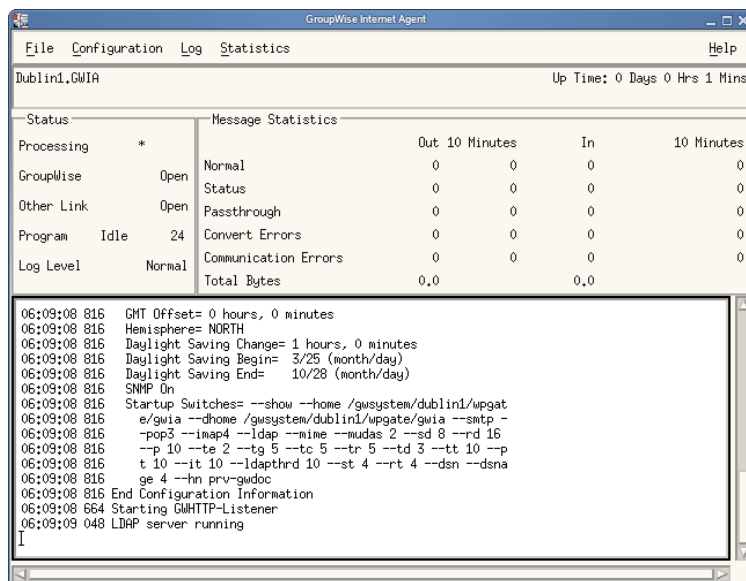 GroupWise Internet Agent
File Configuration Log Statistics Help
Dublin1.GWIA Up Time: 0 Days 0 Hrs 1 Mins
Status Message Statistics
Out 10 Minutes In 10 Minutes
Processing *
GroupWise Open
Other Link Open
Program Idle 24
Log Level Normal
Normal 0 0 0 0
Status 0 0 0 0
Passthrough 0 0 0 0
Convert Errors 0 0 0 0
Communication Errors 0 0 0 0
Total Bytes 0.0 0.0
06:09:08 816 GMT Offset= 0 hours, 0 minutes
06:09:08 816 Hemisphere= NORTH
06:09:08 816 Daylight Saving Change= 1 hours, 0 minutes
06:09:08 816 Daylight Saving Begin= 3/25 (month/day)
06:09:08 816 Daylight Saving End= 10/28 (month/day)
06:09:08 816 SNMP On
06:09:08 816 Startup Switches= --show --home /gwsystem/dublin1/wpgat
06:09:08 816 e/gwia --dhome /gwsystem/dublin1/wpgate/gwia --smtp -
06:09:08 816 -pop3 --imap4 --ldap --mime --mudas 2 --sd 8 --rd 16
06:09:08 816 --p 10 --te 2 --tg 5 --tc 5 --tr 5 --td 3 --tt 10 --p
06:09:08 816 t 10 --it 10 --ldapthrd 10 --st 4 --rt 4 --dsn --dsna
06:09:08 816 ge 4 --hn prv-gwdoc
06:09:08 816 End Configuration Information
06:09:08 664 Starting GWHTTP-Listener
06:09:09 048 LDAP server running